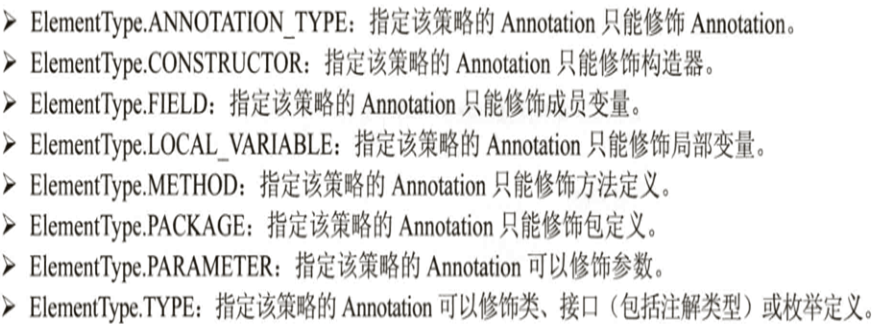 ➤ ElementType.ANNOTATION_TYPE：指定该策略的 Annotation 只能修饰 Annotation。
➤ ElementType.CONSTRUCTOR：指定该策略的 Annotation 只能修饰构造器。
➤ ElementType.FIELD：指定该策略的 Annotation 只能修饰成员变量。
➤ ElementType.LOCAL_VARIABLE：指定该策略的 Annotation 只能修饰局部变量。
➤ ElementType.METHOD：指定该策略的 Annotation 只能修饰方法定义。
➤ ElementType.PACKAGE：指定该策略的 Annotation 只能修饰包定义。
➤ ElementType.PARAMETER：指定该策略的 Annotation 可以修饰参数。
➤ ElementType.TYPE：指定该策略的 Annotation 可以修饰类、接口（包括注解类型）或枚举定义。